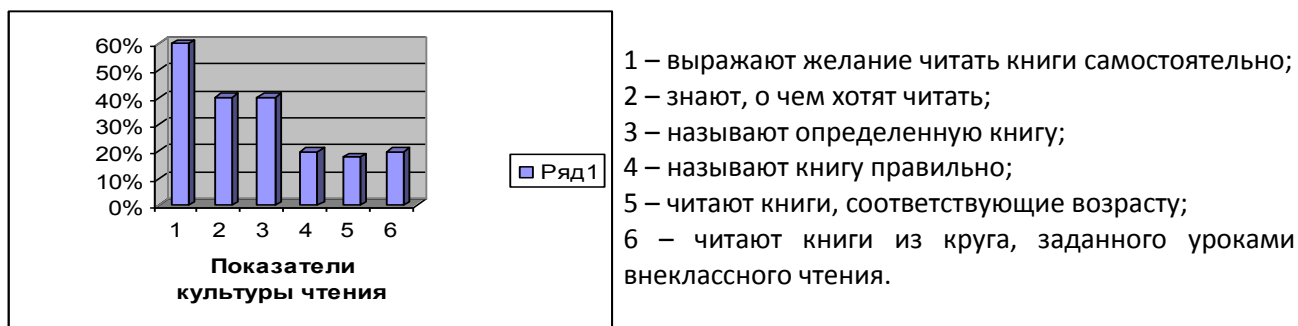 60%
50%
40%
30%
20%
10%
0%
1 2 3 4 5 6
Показатели
культуры чтения
Ряд1
1 – выражают желание читать книги самостоятельно;
2 – знают, о чем хотят читать;
3 – называют определенную книгу;
4 – называют книгу правильно;
5 – читают книги, соответствующие возрасту;
6 – читают книги из круга, заданного уроками
внеклассного чтения.